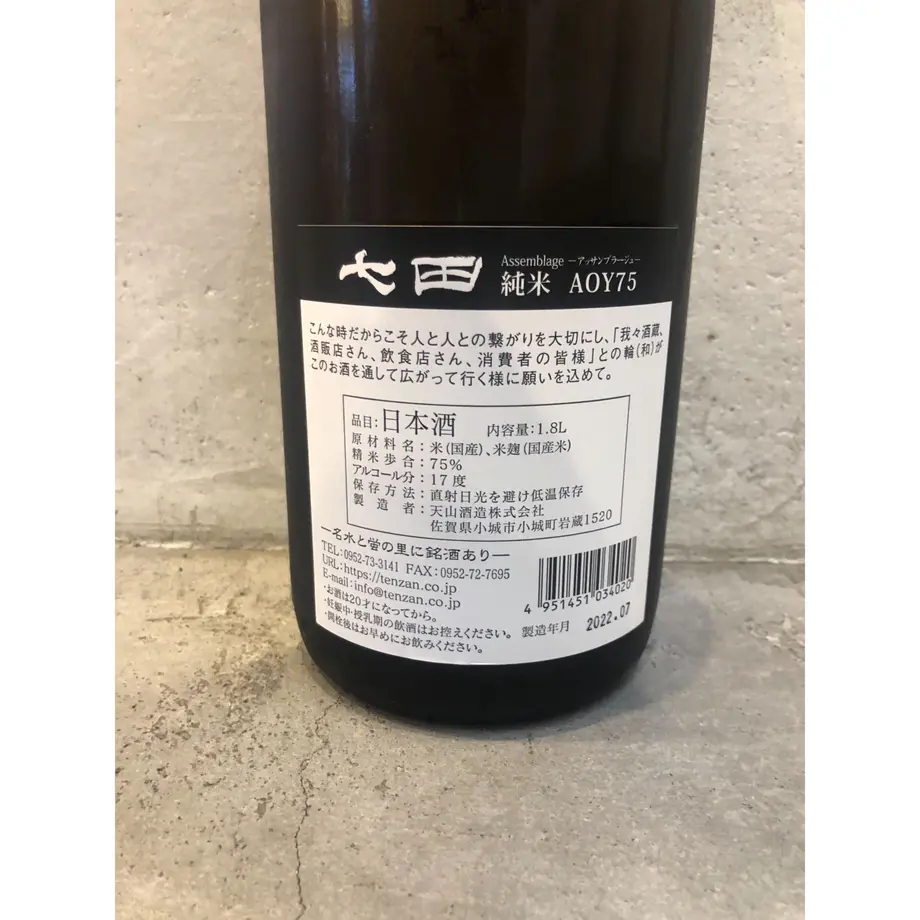 七田
Assemblage ―アッサンブラージュ―
純米 AOY75
こんな時だからこそ人と人との繋がりを大切にし、「我々酒蔵、
酒販店さん、飲食店さん、消費者の皆様」との輪(和)が
このお酒を通して広がって行く様に願いを込めて。
品目:日本酒 内容量:1.8L
原材料名:米(国産)、米麹(国産米)
精米歩合:75%
アルコール分:17度
保存方法:直射日光を避け低温保存
製造者:天山酒造株式会社
佐賀県小城市小城町岩蔵1520
―名水と蛍の里に銘酒あり―
TEL:0952-73-3141 FAX:0952-72-7695
URL:https://tenzan.co.jp
E-mail:info@tenzan.co.jp
・お酒は20才になってから。
・妊娠中・授乳期の飲酒はお控えください。
・開栓後はお早めにお飲みください。
4 951451 034020
製造年月 2022.07